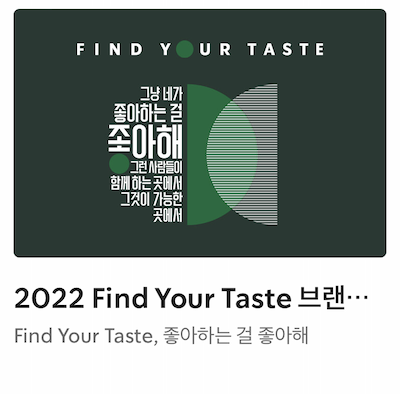 FIND YOUR TASTE
그냥 네가
좋아하는 걸
좋아해
그런 사람들이
함께 하는 곳에서
그것이 가능한
곳에서
2022 Find Your Taste 브랜…
Find Your Taste, 좋아하는 걸 좋아해